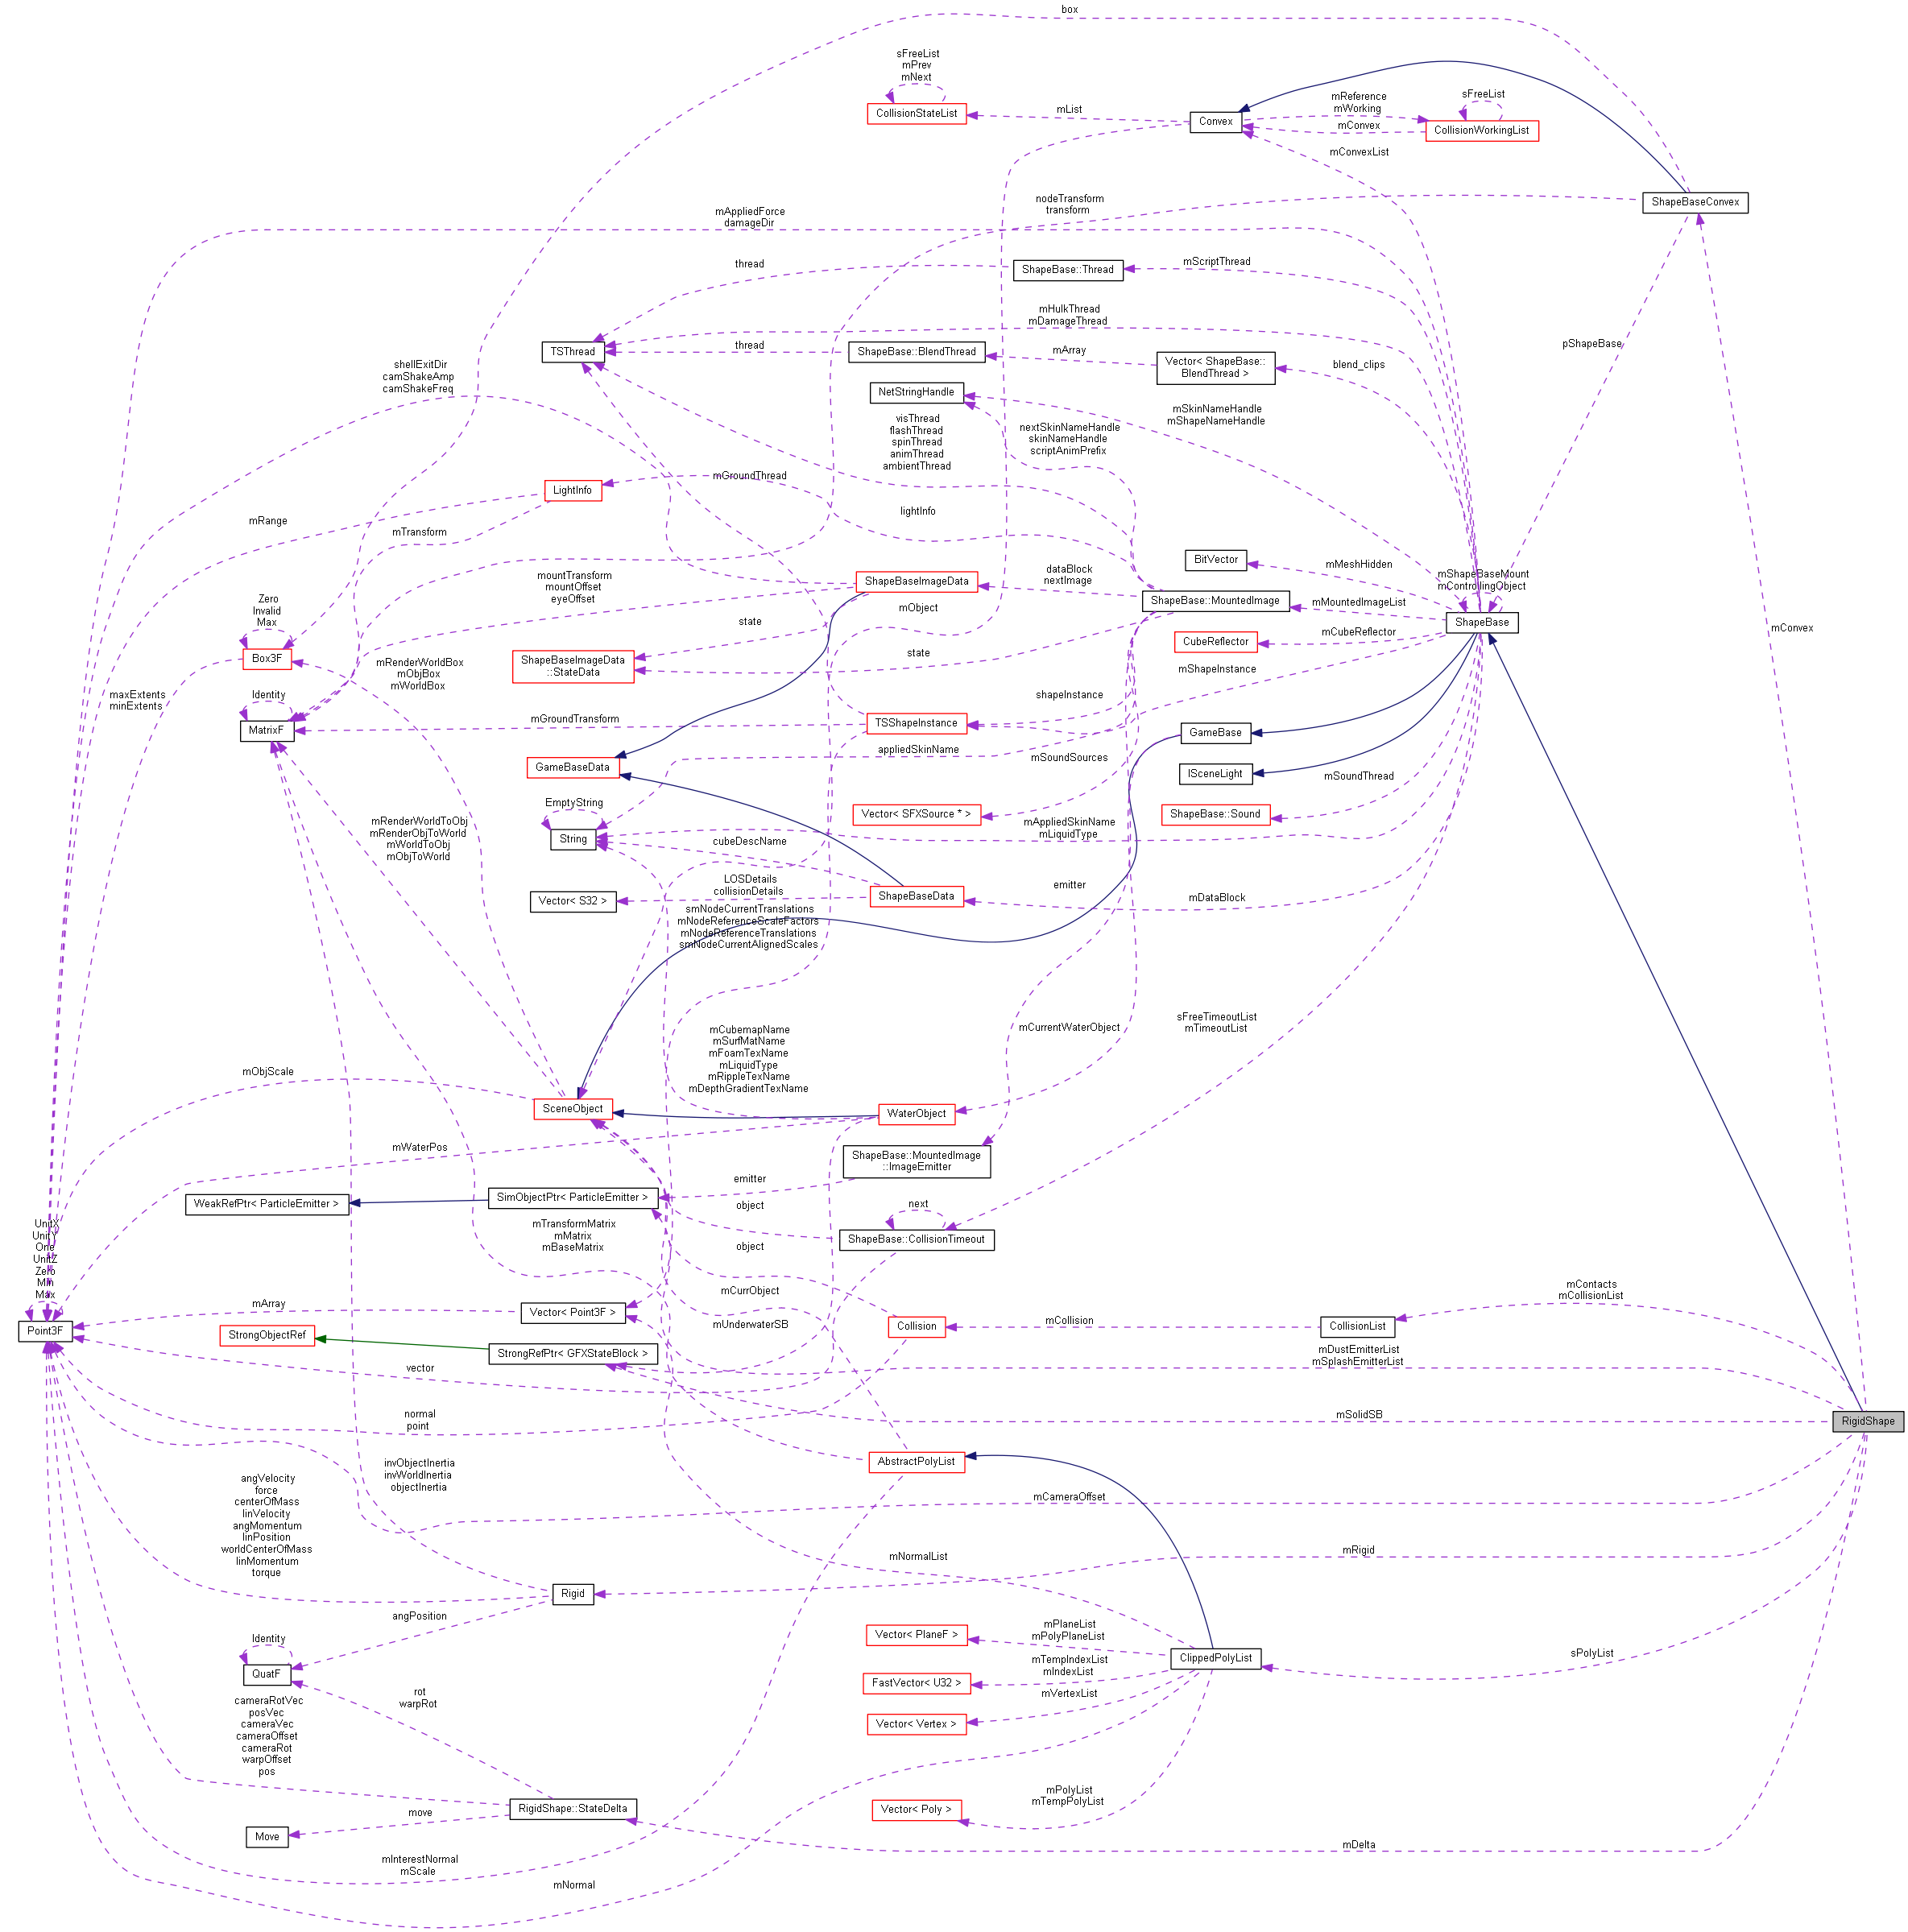 box
sFreeList
mPrev
mNext
CollisionStateList
mList
Convex
mReference
mWorking
mConvex
sFreeList
CollisionWorkingList
mConvexList
ShapeBaseConvex
nodeTransform
transform
mAppliedForce
damageDir
thread
ShapeBase::Thread
mScriptThread
mHulkThread
mDamageThread
TSThread
thread
ShapeBase::BlendThread
mArray
Vector< ShapeBase::
BlendThread >
blend_clips
pShapeBase
shellExitDir
camShakeAmp
camShakeFreq
NetStringHandle
mSkinNameHandle
mShapeNameHandle
visThread
flashThread
spinThread
animThread
ambientThread
nextSkinNameHandle
skinNameHandle
scriptAnimPrefix
mGroundThread
LightInfo
lightInfo
mRange
mTransform
BitVector
mMeshHidden
mShapeBaseMount
mControllingObject
ShapeBase
mountTransform
mountOffset
eyeOffset
ShapeBaseImageData
dataBlock
nextImage
ShapeBase::MountedImage
mMountedImageList
mObject
Zero
Invalid
Max
Box3F
state
ShapeBaseImageData
::StateData
state
CubeReflector
mCubeReflector
mConvex
mRenderWorldBox
mObjBox
mWorldBox
mShapeInstance
maxExtents
minExtents
Identity
MatrixF
mGroundTransform
TSShapeInstance
shapeInstance
GameBase
appliedSkinName
mSoundSources
GameBaseData
ISceneLight
mSoundThread
EmptyString
String
Vector< SFXSource * >
ShapeBase::Sound
mRenderWorldToObj
mRenderObjToWorld
mWorldToObj
mObjToWorld
mAppliedSkinName
mLiquidType
cubeDescName
LOSDetails
collisionDetails
Vector< S32 >
ShapeBaseData
emitter
mDataBlock
smNodeCurrentTranslations
mNodeReferenceScaleFactors
mNodeReferenceTranslations
smNodeCurrentAlignedScales
mCubemapName
mSurfMatName
mFoamTexName
mLiquidType
mRippleTexName
mDepthGradientTexName
mCurrentWaterObject
sFreeTimeoutList
mTimeoutList
mObjScale
SceneObject
WaterObject
mWaterPos
ShapeBase::MountedImage
::ImageEmitter
WeakRefPtr< ParticleEmitter >
SimObjectPtr< ParticleEmitter >
emitter
object
next
ShapeBase::CollisionTimeout
mTransformMatrix
mMatrix
mBaseMatrix
object
UnitX
UnitY
One
UnitZ
Zero
Min
Max
Point3F
mCurrObject
mContacts
mCollisionList
mArray
Vector< Point3F >
mUnderwaterSB
Collision
mCollision
CollisionList
StrongObjectRef
StrongRefPtr< GFXStateBlock >
vector
mDustEmitterList
mSplashEmitterList
normal
point
mSolidSB
RigidShape
invObjectInertia
invWorldInertia
objectInertia
AbstractPolyList
mCameraOffset
angVelocity
force
centerOfMass
linVelocity
angMomentum
linPosition
worldCenterOfMass
linMomentum
torque
mNormalList
mRigid
Rigid
angPosition
Identity
QuatF
Vector< PlaneF >
mPlaneList
mPolyPlaneList
ClippedPolyList
sPolyList
FastVector< U32 >
mTempIndexList
mIndexList
mVertexList
Vector< Vertex >
rot
warpRot
cameraRotVec
posVec
cameraVec
cameraOffset
cameraRot
warpOffset
pos
RigidShape::StateDelta
move
Move
Vector< Poly >
mPolyList
mTempPolyList
mDelta
mInterestNormal
mScale
mNormal